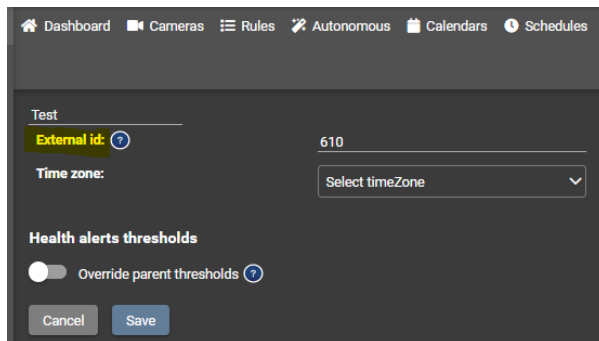 Dashboard Cameras Rules Autonomous Calendars Schedules
Test
External id: ?
610
Time zone:
Select timeZone
Health alerts thresholds
Override parent thresholds ?
Cancel Save